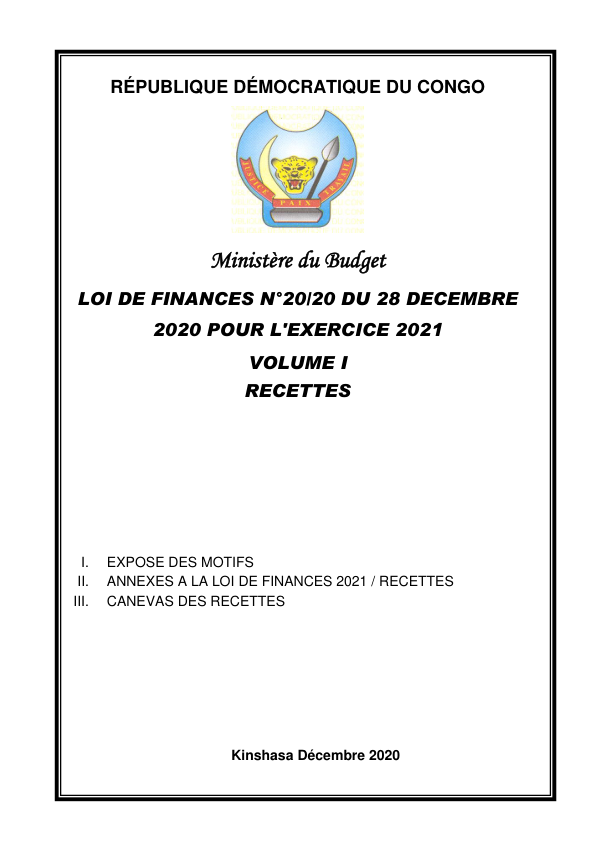 RÉPUBLIQUE DÉMOCRATIQUE DU CONGO
JUSTICE PAIX TRAVAIL
Ministère du Budget
LOI DE FINANCES N°20/20 DU 28 DECEMBRE
2020 POUR L'EXERCICE 2021
VOLUME I
RECETTES
I. EXPOSE DES MOTIFS
II. ANNEXES A LA LOI DE FINANCES 2021 / RECETTES
III. CANEVAS DES RECETTES
Kinshasa Décembre 2020